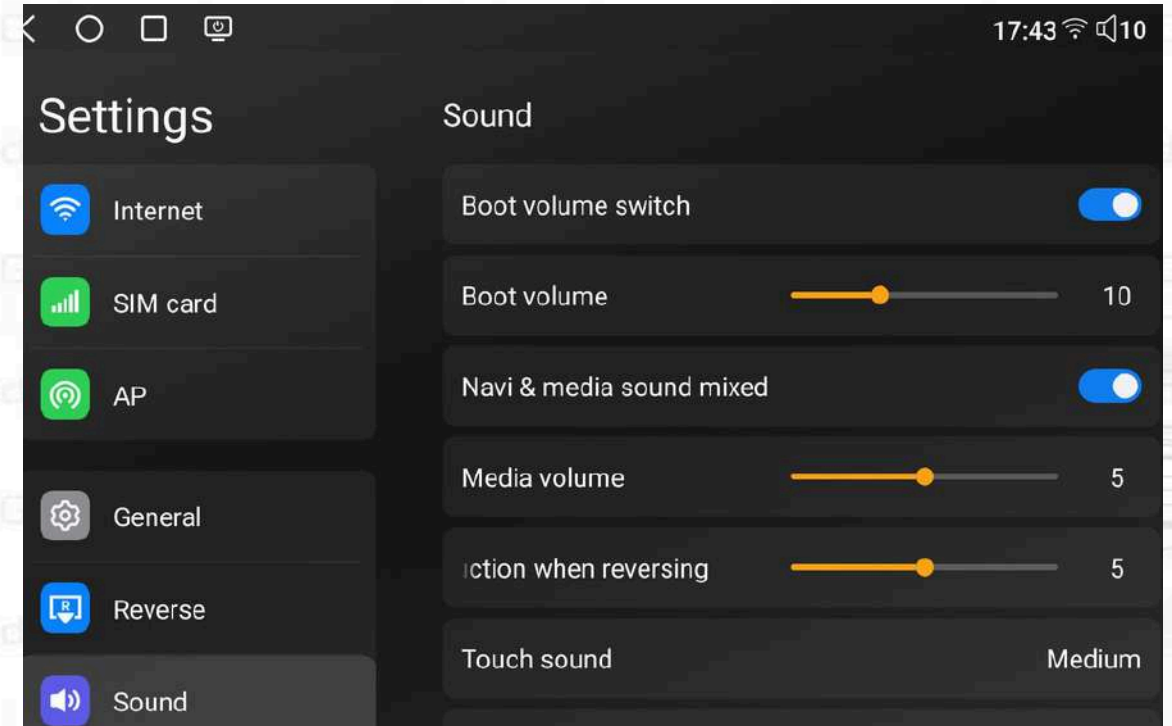 17:43 10
Settings
Internet
SIM card
AP
General
Reverse
Sound
Sound
Boot volume switch
Boot volume 10
Navi & media sound mixed
Media volume 5
ction when reversing 5
Touch sound Medium